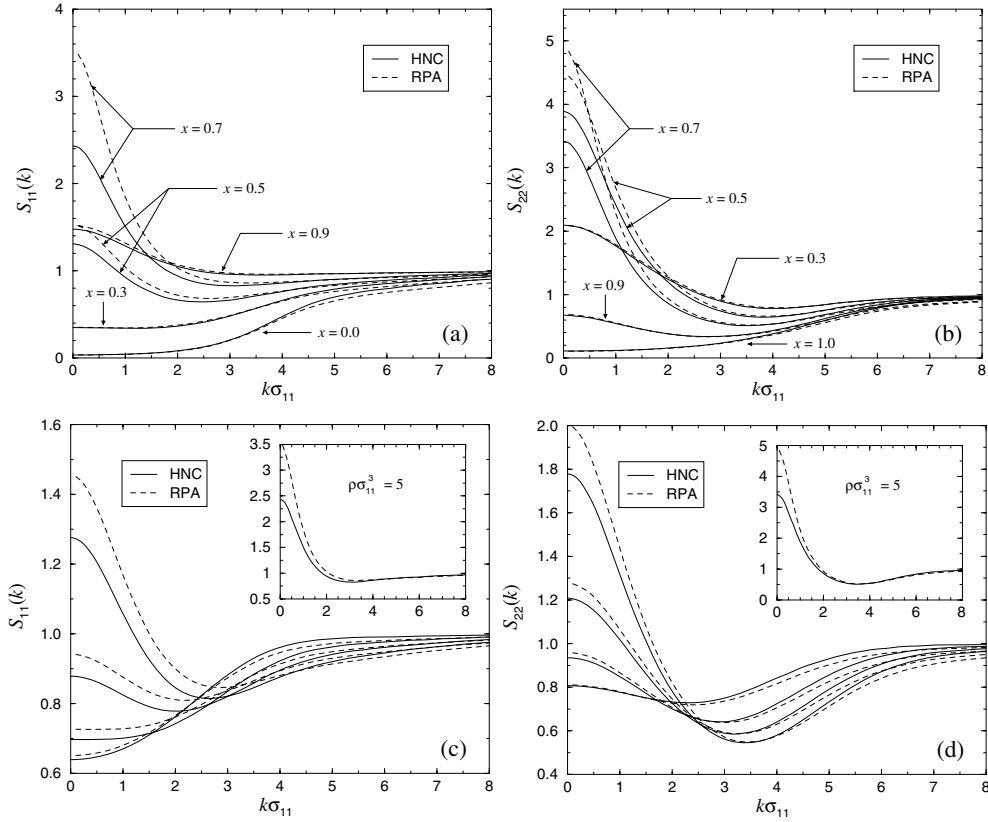 4
3
2
1
0
S₁₁(k)
HNC
RPA
x = 0.7
x = 0.5
x = 0.9
x = 0.3
x = 0.0
(a)
0 1 2 3 4 5 6 7 8
kσ₁₁
5
4
3
2
1
0
S₂₂(k)
HNC
RPA
x = 0.7
x = 0.5
x = 0.3
x = 0.9
x = 1.0
(b)
0 1 2 3 4 5 6 7 8
kσ₁₁
1.6
1.4
1.2
1.0
0.8
0.6
S₁₁(k)
HNC
RPA
3.5
3.0
2.5
2.0
1.5
1.0
0.5
ρσ₁₁³ = 5
0 2 4 6 8
(c)
0 1 2 3 4 5 6 7 8
kσ₁₁
2.0
1.8
1.6
1.4
1.2
1.0
0.8
0.6
0.4
S₂₂(k)
HNC
RPA
5
4
3
2
1
0
ρσ₁₁³ = 5
0 2 4 6 8
(d)
0 1 2 3 4 5 6 7 8
kσ₁₁